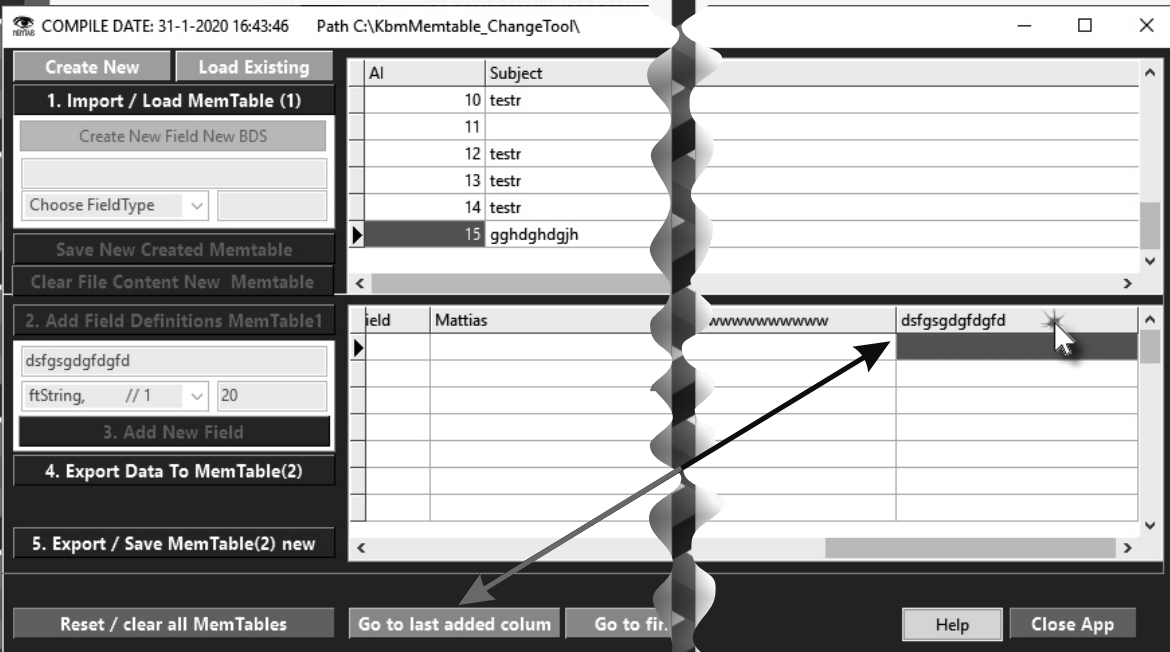 COMPILE DATE: 31-1-2020 16:43:46 Path C:\KbmMemtable_ChangeTool\
Create New Load Existing
1. Import / Load MemTable (1)
Create New Field New BDS
Choose FieldType
Save New Created Memtable
Clear File Content New Memtable
2. Add Field Definitions MemTable1
dsfgsgdgfdgfd
ftString, // 1 20
3. Add New Field
4. Export Data To MemTable(2)
5. Export / Save MemTable(2) new
AI Subject
10 testr
11
12 testr
13 testr
14 testr
15 gghdghdgjh
ield Mattias wwwwwwwwwww dsfgsgdgfdgfd
Reset / clear all MemTables Go to last added colum Go to fir Help Close App